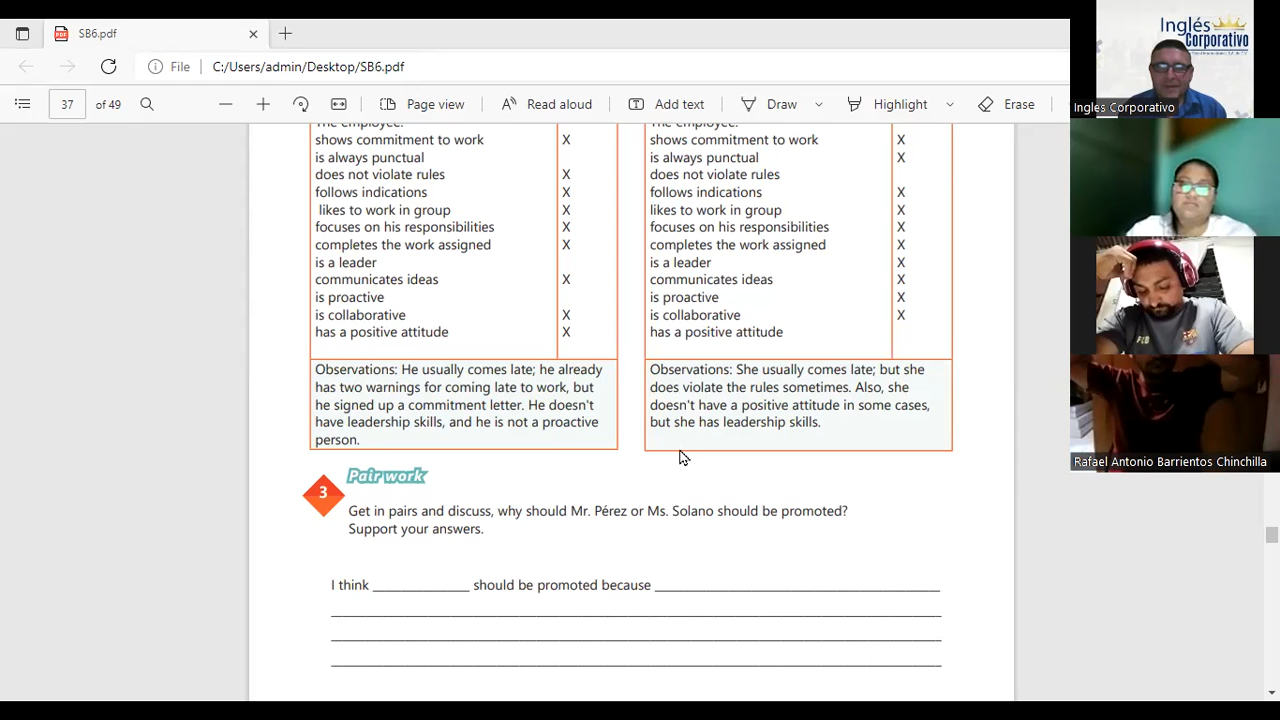 SB6.pdf
File
C:/Users/admin/Desktop/SB6.pdf
37 of 49
Page view
Read aloud
Add text
Draw
Highlight
Erase
The employee:
shows commitment to work X
is always punctual
does not violate rules X
follows indications X
likes to work in group X
focuses on his responsibilities X
completes the work assigned X
is a leader
communicates ideas X
is proactive
is collaborative X
has a positive attitude X
Observations: He usually comes late; he already
has two warnings for coming late to work, but
he signed up a commitment letter. He doesn't
have leadership skills, and he is not a proactive
person.
The employee:
shows commitment to work X
is always punctual X
does not violate rules
follows indications X
likes to work in group X
focuses on his responsibilities X
completes the work assigned X
is a leader X
communicates ideas X
is proactive X
is collaborative X
has a positive attitude
Observations: She usually comes late; but she
does violate the rules sometimes. Also, she
doesn't have a positive attitude in some cases,
but she has leadership skills.
3
Pair work
Get in pairs and discuss, why should Mr. Pérez or Ms. Solano should be promoted?
Support your answers.
I think ______________ should be promoted because ___________________________________
Inglés
Corporativo
Ingles Corporativo
Rafael Antonio Barrientos Chinchilla